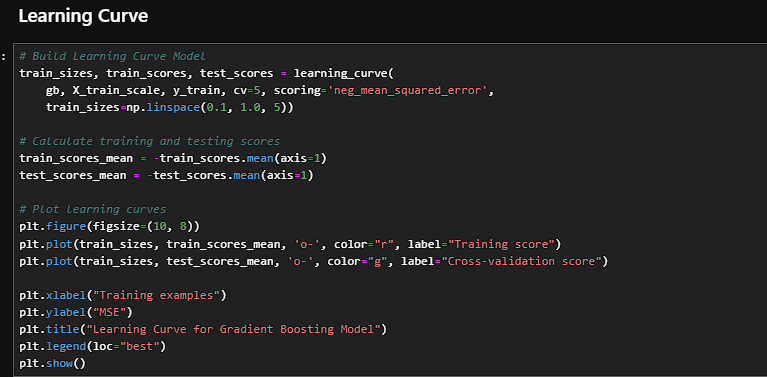 Learning Curve
:
# Build Learning Curve Model
train_sizes, train_scores, test_scores = learning_curve(
    gb, X_train_scale, y_train, cv=5, scoring='neg_mean_squared_error',
    train_sizes=np.linspace(0.1, 1.0, 5))

# Calculate training and testing scores
train_scores_mean = -train_scores.mean(axis=1)
test_scores_mean = -test_scores.mean(axis=1)

# Plot learning curves
plt.figure(figsize=(10, 8))
plt.plot(train_sizes, train_scores_mean, 'o-', color="r", label="Training score")
plt.plot(train_sizes, test_scores_mean, 'o-', color="g", label="Cross-validation score")

plt.xlabel("Training examples")
plt.ylabel("MSE")
plt.title("Learning Curve for Gradient Boosting Model")
plt.legend(loc="best")
plt.show()